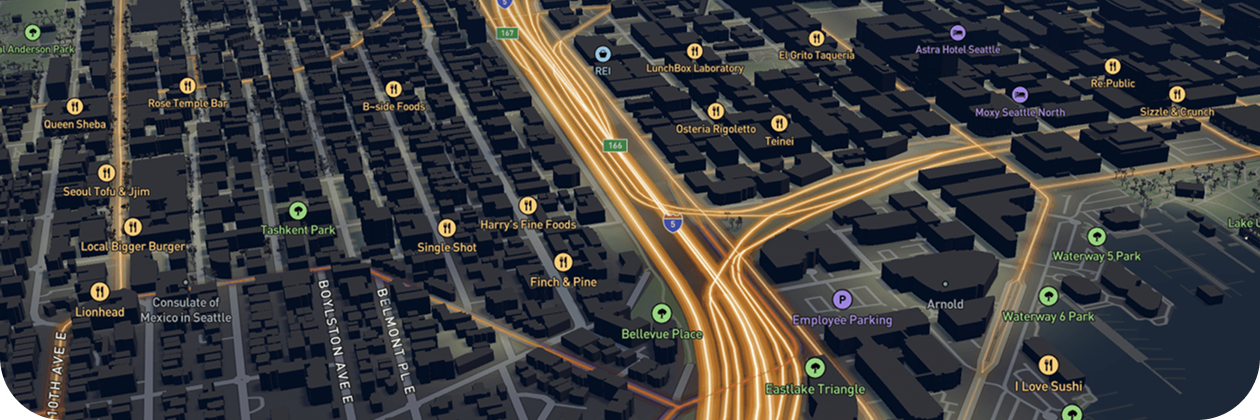 5
167
al Anderson Park
REI
LunchBox Laboratory
El Grito Taqueria
Astra Hotel Seattle
Re:Public
Rose Temple Bar
B-side Foods
Moxy Seattle North
Sizzle & Crunch
Queen Sheba
Osteria Rigoletto
Teinei
166
Seoul Tofu & Jjim
Tashkent Park
Harry's Fine Foods
5
Lake U
Local Bigger Burger
Single Shot
Waterway 5 Park
Finch & Pine
Lionhead
Consulate of
Mexico in Seattle
Arnold
Waterway 6 Park
P
Employee Parking
Bellevue Place
BOYLSTON AVE E
BELMONT PL E
10TH AVE E
Eastlake Triangle
I Love Sushi